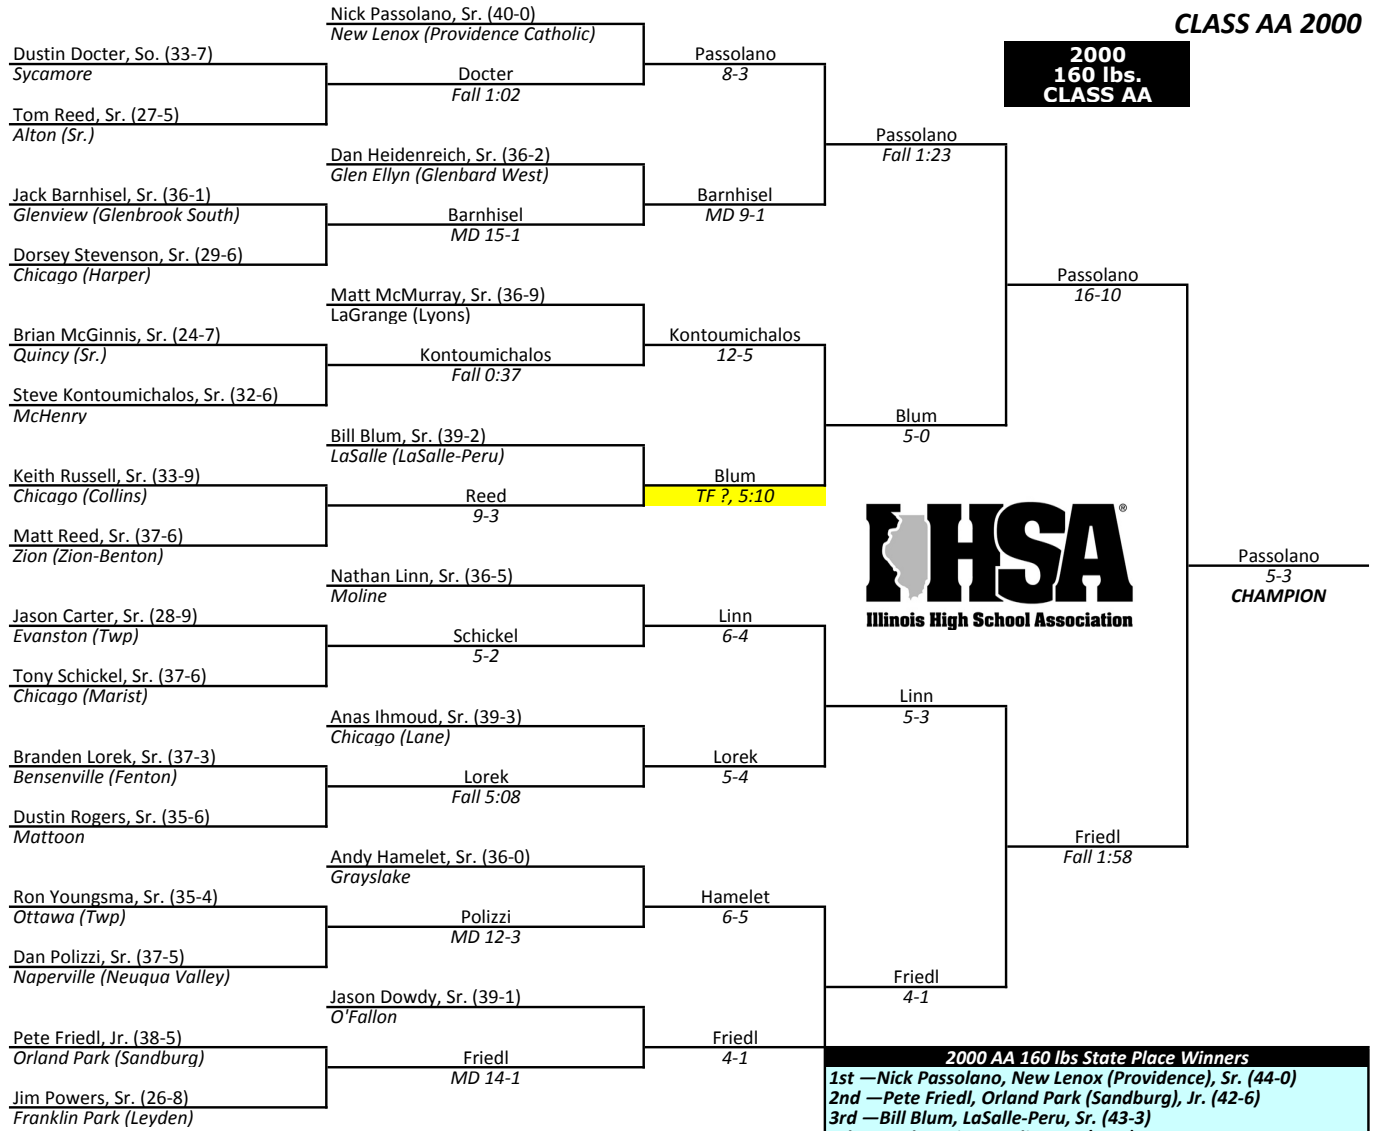 CLASS AA 2000
2000
160 lbs.
CLASS AA
Nick Passolano, Sr. (40-0)
New Lenox (Providence Catholic)
Dustin Docter, So. (33-7)
Sycamore
Docter
Fall 1:02
Tom Reed, Sr. (27-5)
Alton (Sr.)
Passolano
8-3
Dan Heidenreich, Sr. (36-2)
Glen Ellyn (Glenbard West)
Jack Barnhisel, Sr. (36-1)
Glenview (Glenbrook South)
Barnhisel
MD 15-1
Dorsey Stevenson, Sr. (29-6)
Chicago (Harper)
Barnhisel
MD 9-1
Passolano
Fall 1:23
Matt McMurray, Sr. (36-9)
LaGrange (Lyons)
Brian McGinnis, Sr. (24-7)
Quincy (Sr.)
Kontoumichalos
Fall 0:37
Steve Kontoumichalos, Sr. (32-6)
McHenry
Kontoumichalos
12-5
Bill Blum, Sr. (39-2)
LaSalle (LaSalle-Peru)
Keith Russell, Sr. (33-9)
Chicago (Collins)
Reed
9-3
Matt Reed, Sr. (37-6)
Zion (Zion-Benton)
Blum
TF ?, 5:10
Blum
5-0
Passolano
16-10
IHSA®
Illinois High School Association
Passolano
5-3
CHAMPION
Nathan Linn, Sr. (36-5)
Moline
Jason Carter, Sr. (28-9)
Evanston (Twp)
Schickel
5-2
Tony Schickel, Sr. (37-6)
Chicago (Marist)
Linn
6-4
Anas Ihmoud, Sr. (39-3)
Chicago (Lane)
Branden Lorek, Sr. (37-3)
Bensenville (Fenton)
Lorek
Fall 5:08
Dustin Rogers, Sr. (35-6)
Mattoon
Lorek
5-4
Linn
5-3
Andy Hamelet, Sr. (36-0)
Grayslake
Ron Youngsma, Sr. (35-4)
Ottawa (Twp)
Polizzi
MD 12-3
Dan Polizzi, Sr. (37-5)
Naperville (Neuqua Valley)
Hamelet
6-5
Jason Dowdy, Sr. (39-1)
O'Fallon
Pete Friedl, Jr. (38-5)
Orland Park (Sandburg)
Friedl
MD 14-1
Jim Powers, Sr. (26-8)
Franklin Park (Leyden)
Friedl
4-1
Friedl
4-1
Friedl
Fall 1:58
2000 AA 160 lbs State Place Winners
1st —Nick Passolano, New Lenox (Providence), Sr. (44-0)
2nd —Pete Friedl, Orland Park (Sandburg), Jr. (42-6)
3rd —Bill Blum, LaSalle-Peru, Sr. (43-3)